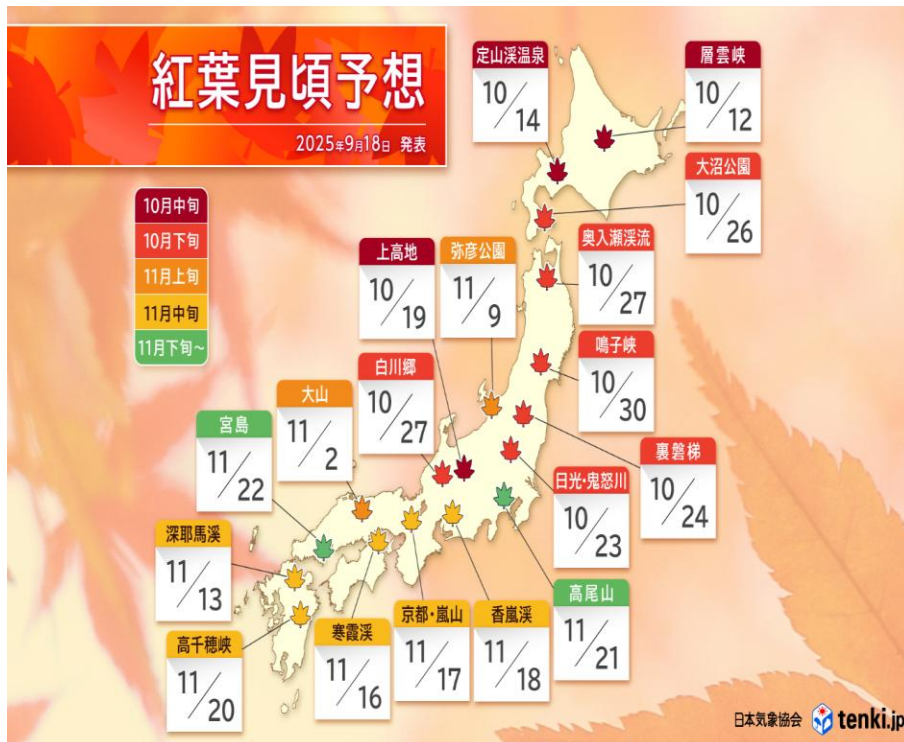 紅葉見頃予想
2025年9月18日 発表
10月中旬
10月下旬
11月上旬
11月中旬
11月下旬～
定山渓温泉
10/14
層雲峡
10/12
大沼公園
10/26
奥入瀬渓流
10/27
上高地
10/19
弥彦公園
11/9
鳴子峡
10/30
白川郷
10/27
大山
11/2
宮島
11/22
裏磐梯
10/24
日光・鬼怒川
10/23
深耶馬渓
11/13
高千穂峡
11/20
寒霞渓
11/16
京都・嵐山
11/17
香嵐渓
11/18
高尾山
11/21
日本気象協会 tenki.jp